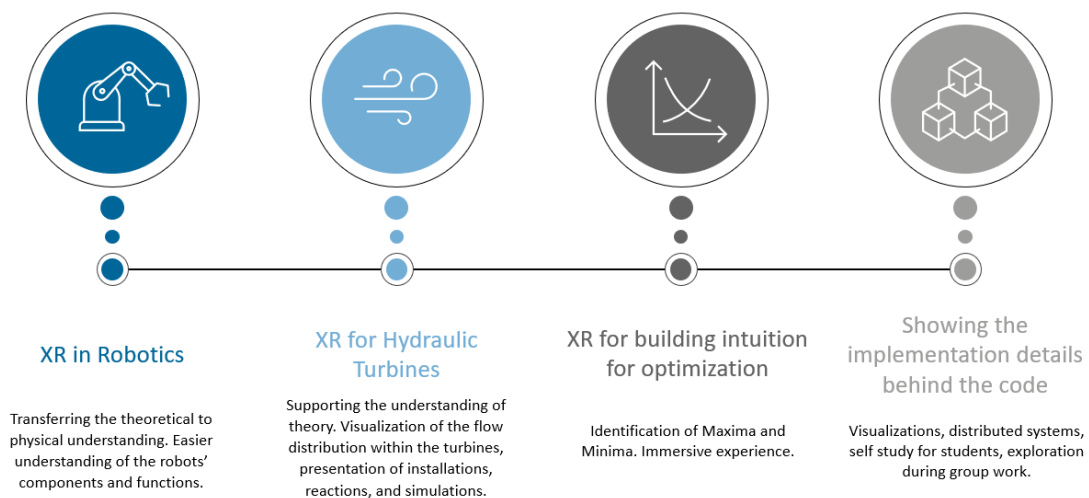 XR in Robotics
Transferring the theoretical to
physical understanding. Easier
understanding of the robots'
components and functions.
XR for Hydraulic
Turbines
Supporting the understanding of
theory. Visualization of the flow
distribution within the turbines,
presentation of installations,
reactions, and simulations.
XR for building intuition
for optimization
Identification of Maxima and
Minima. Immersive experience.
Showing the
implementation details
behind the code
Visualizations, distributed systems,
self study for students, exploration
during group work.